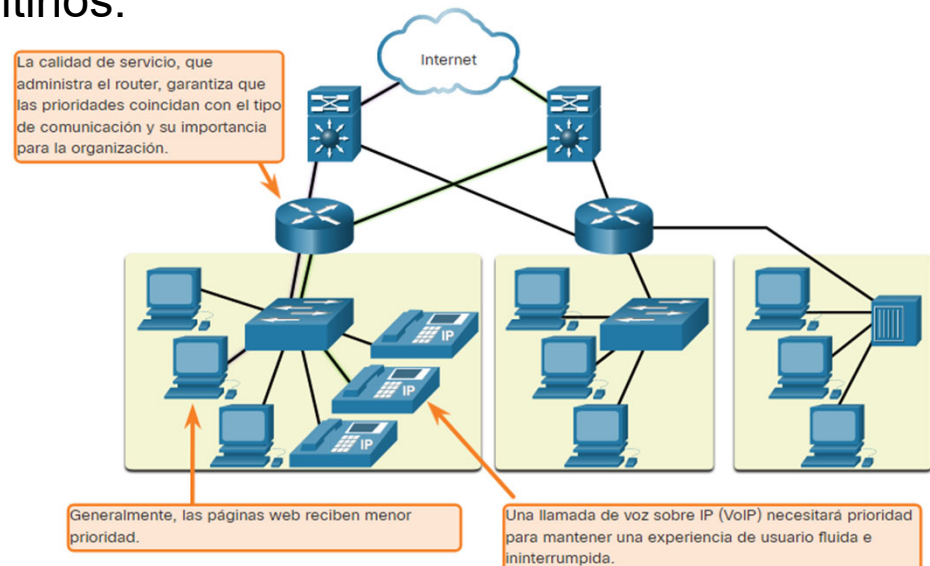 Internet
La calidad de servicio, que
administra el router, garantiza que
las prioridades coincidan con el tipo
de comunicación y su importancia
para la organización.
IP
IP
IP
Generalmente, las páginas web reciben menor
prioridad.
Una llamada de voz sobre IP (VoIP) necesitará prioridad
para mantener una experiencia de usuario fluida e
ininterrumpida.